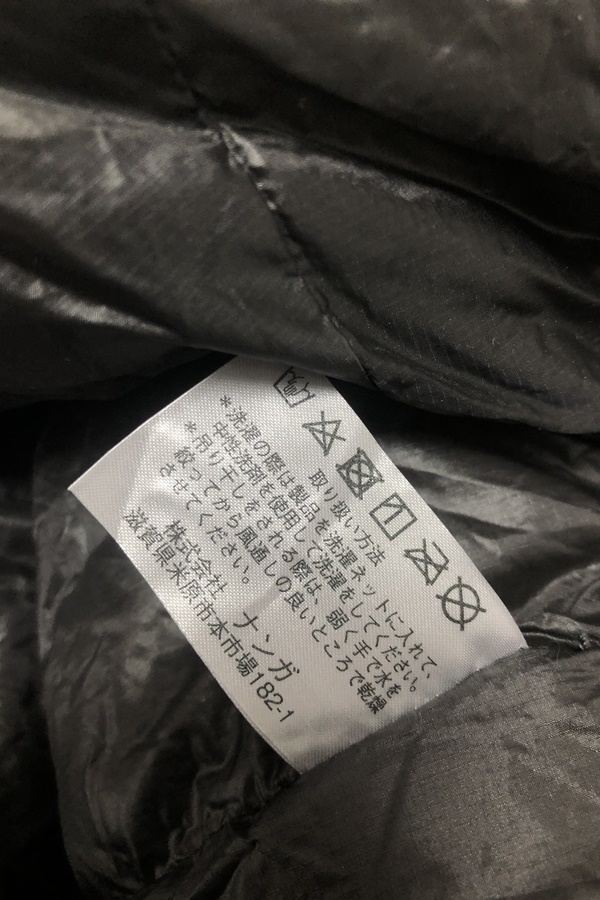 取り扱い方法
*洗濯の際は製品を洗濯ネットに入れて、
中性洗剤を使用して洗濯をしてください。
*吊り干しをされる際は、弱く手で水を
絞ってから風通しの良いところで乾燥
させてください。
株式会社 ナンガ
滋賀県米原市本市場182-1